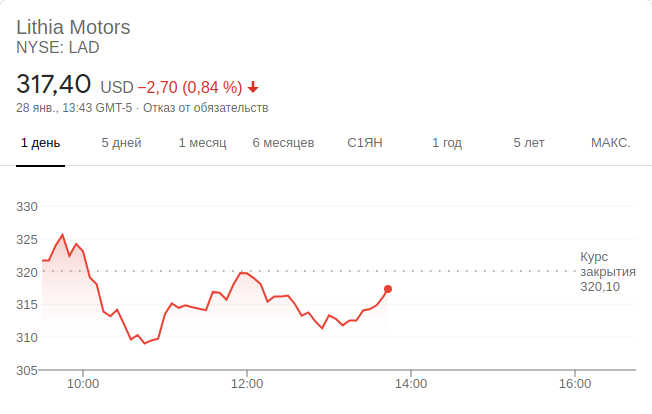 Lithia Motors
NYSE: LAD
317,40 USD −2,70 (0,84 %)
28 янв., 13:43 GMT-5 · Отказ от обязательств
1 день 5 дней 1 месяц 6 месяцев С1ЯН 1 год 5 лет МАКС.
330
325
320
315
310
305
Курс
закрытия
320,10
10:00 12:00 14:00 16:00